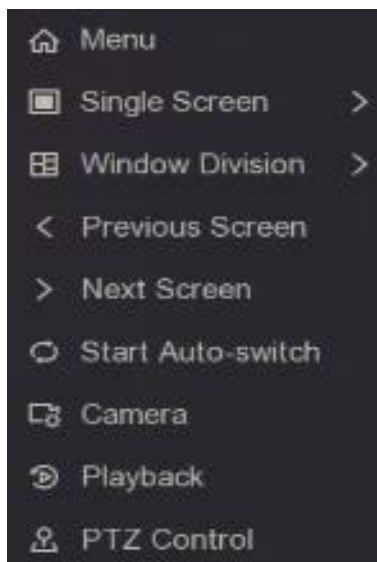 Menu
Single Screen
Window Division
Previous Screen
Next Screen
Start Auto-switch
Camera
Playback
PTZ Control